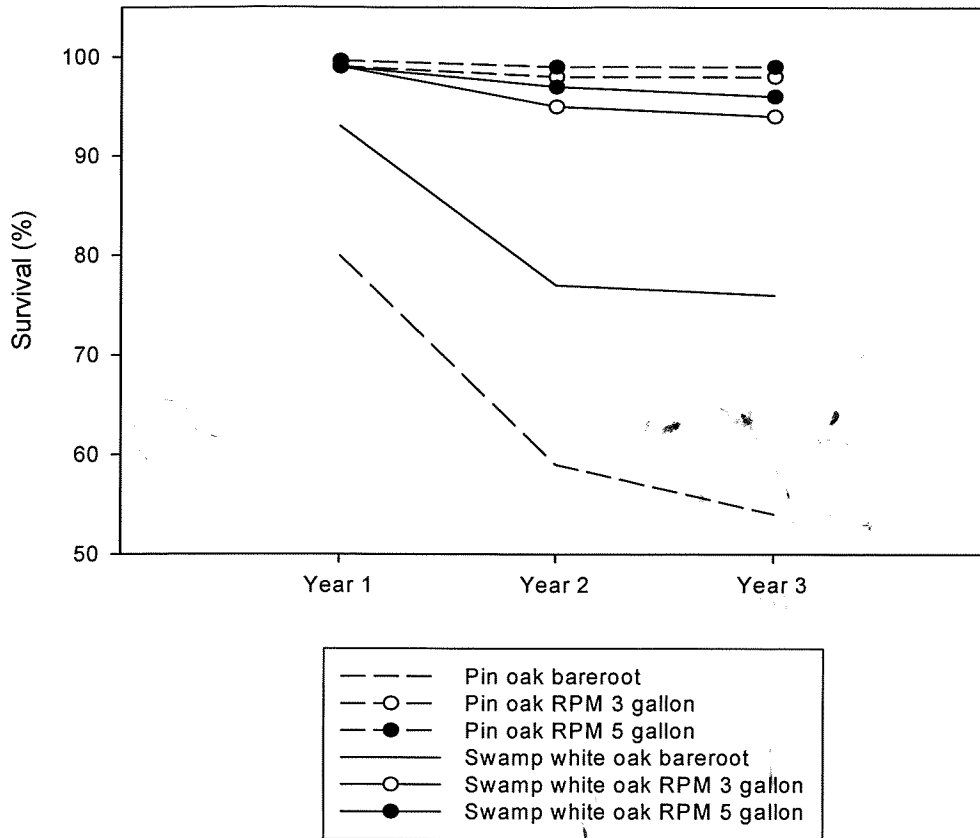 100
90
80
70
60
50
Survival (%)
Year 1 Year 2 Year 3
Pin oak bareroot
Pin oak RPM 3 gallon
Pin oak RPM 5 gallon
Swamp white oak bareroot
Swamp white oak RPM 3 gallon
Swamp white oak RPM 5 gallon